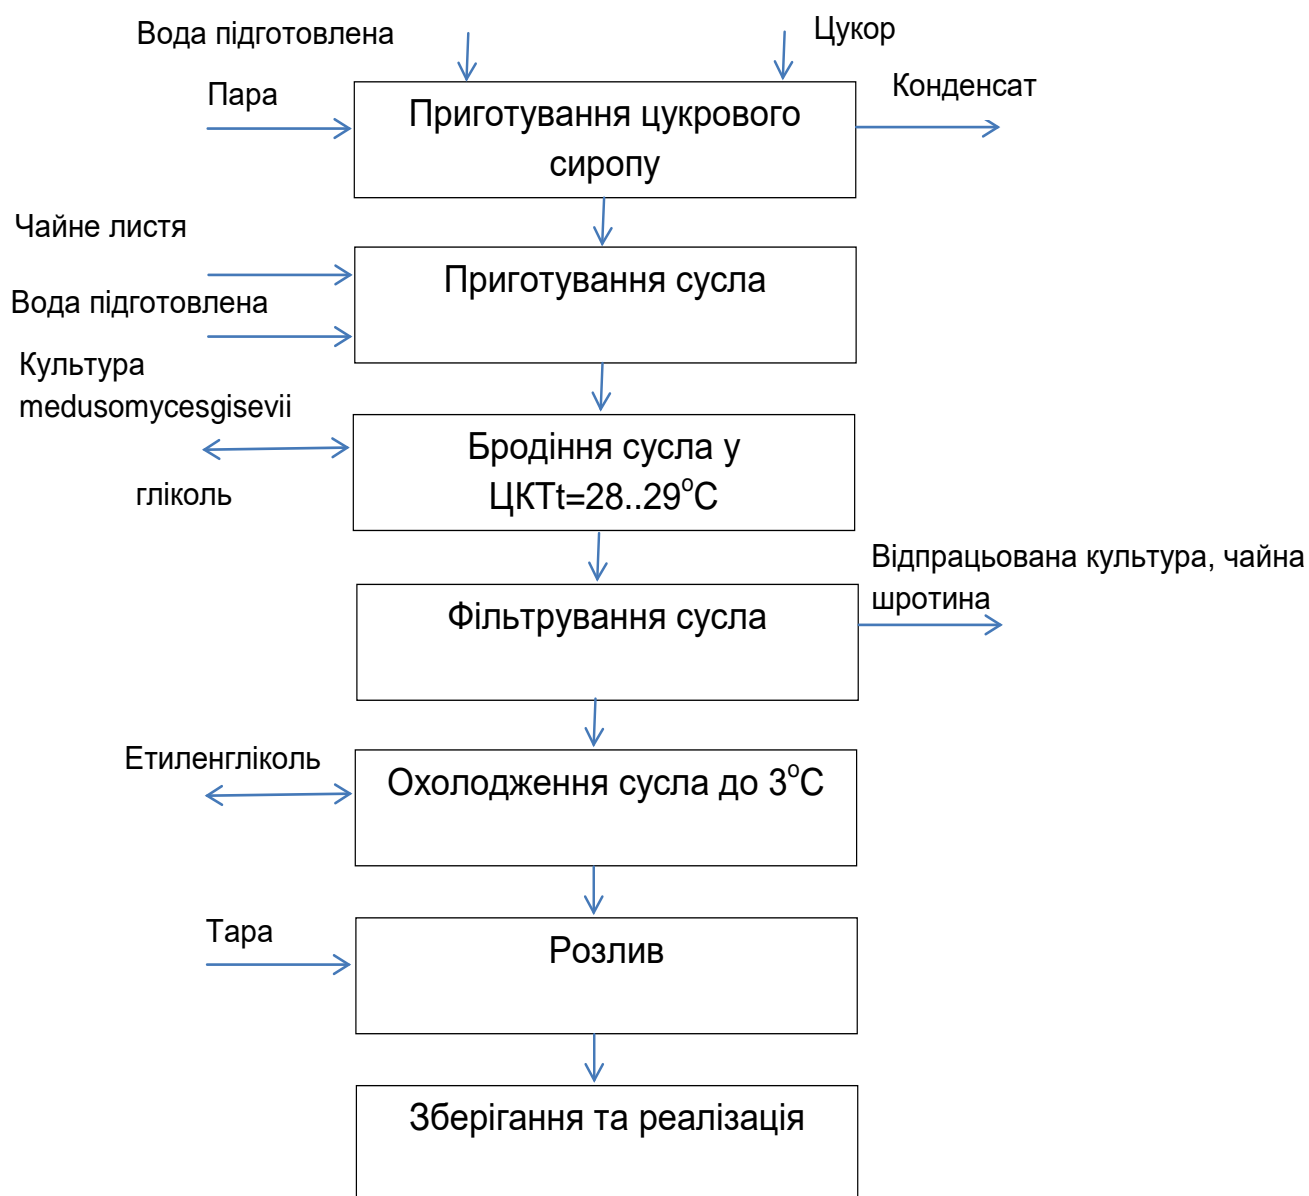 Вода підготовлена
Цукор
Пара
Конденсат
Приготування цукрового
сиропу
Чайне листя
Приготування сусла
Вода підготовлена
Культура
medusomycesgisevii
Бродіння сусла у
ЦКТt=28..29°С
гліколь
Відпрацьована культура, чайна
шротина
Фільтрування сусла
Етиленгліколь
Охолодження сусла до 3°С
Тара
Розлив
Зберігання та реалізація